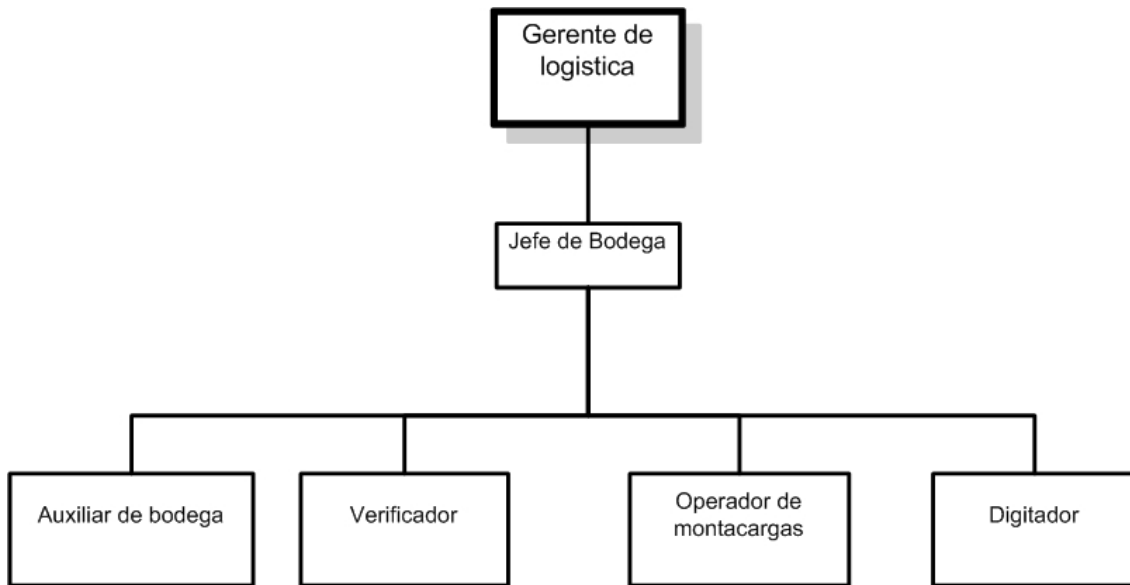 Gerente de
logistica
Jefe de Bodega
Auxiliar de bodega
Verificador
Operador de
montacargas
Digitador